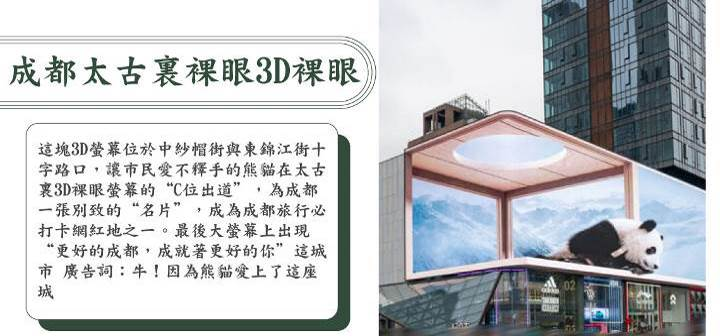 成都太古裏裸眼3D裸眼
這塊3D螢幕位於中紗帽街與東錦江街十
字路口，讓市民愛不釋手的熊貓在太古
裏3D裸眼螢幕的“C位出道”，為成都
一張別致的“名片”，成為成都旅行必
打卡網紅地之一。最後大螢幕上出現
“更好的成都，成就著更好的你”這城
市 廣告詞：牛！因為熊貓愛上了這座
城
adidas
02